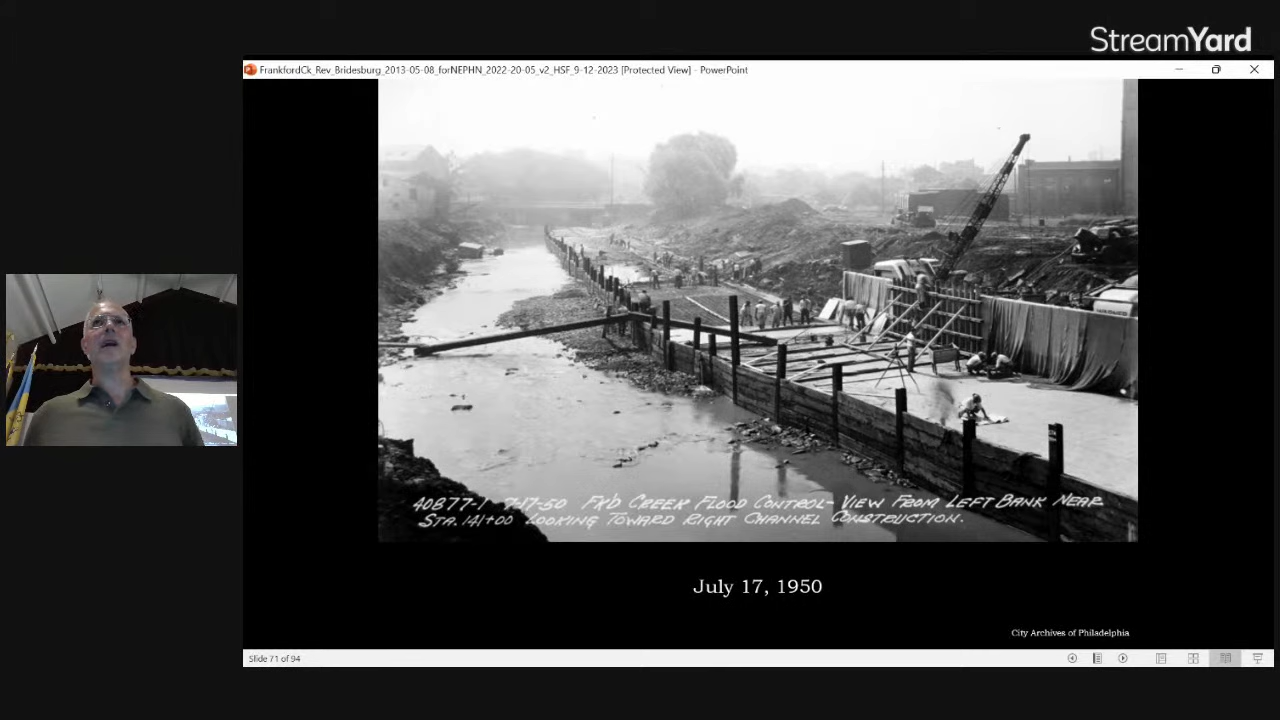 StreamYard
FrankfordCk_Rev_Bridesburg_2013-05-08_forNEPHN_2022-20-05_v2_HSF_9-12-2023 [Protected View] - PowerPoint
40877-1 7-17-50 FK'D CREEK FLOOD CONTROL- VIEW FROM LEFT BANK NEAR
STA. 141+00 LOOKING TOWARD RIGHT CHANNEL CONSTRUCTION.
July 17, 1950
City Archives of Philadelphia
Slide 71 of 94